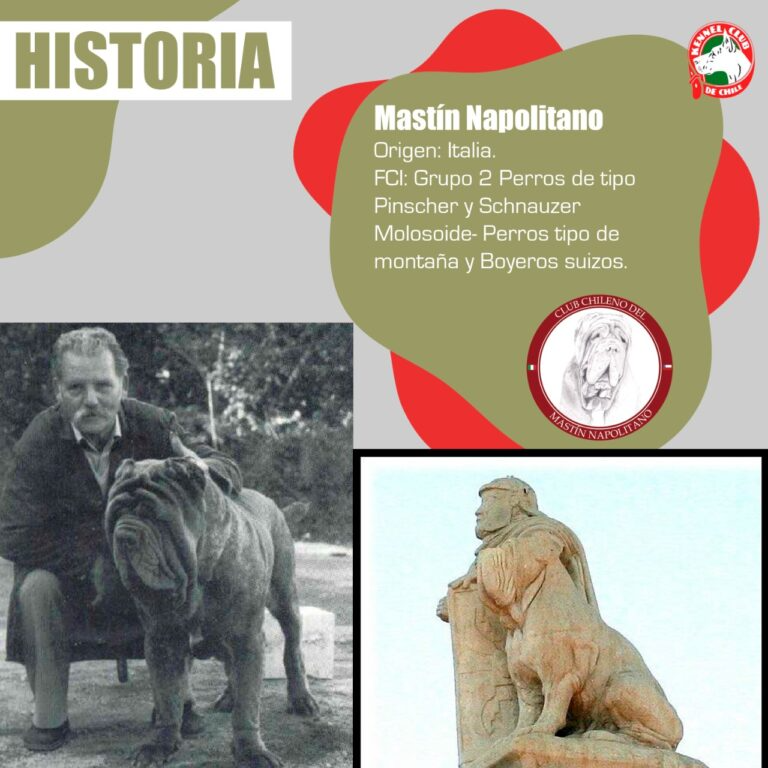 HISTORIA
KENNEL CLUB
DE CHILE
Mastín Napolitano
Origen: Italia.
FCI: Grupo 2 Perros de tipo
Pinscher y Schnauzer
Molosoide- Perros tipo de
montaña y Boyeros suizos.
CLUB CHILENO DEL
MASTÍN NAPOLITANO